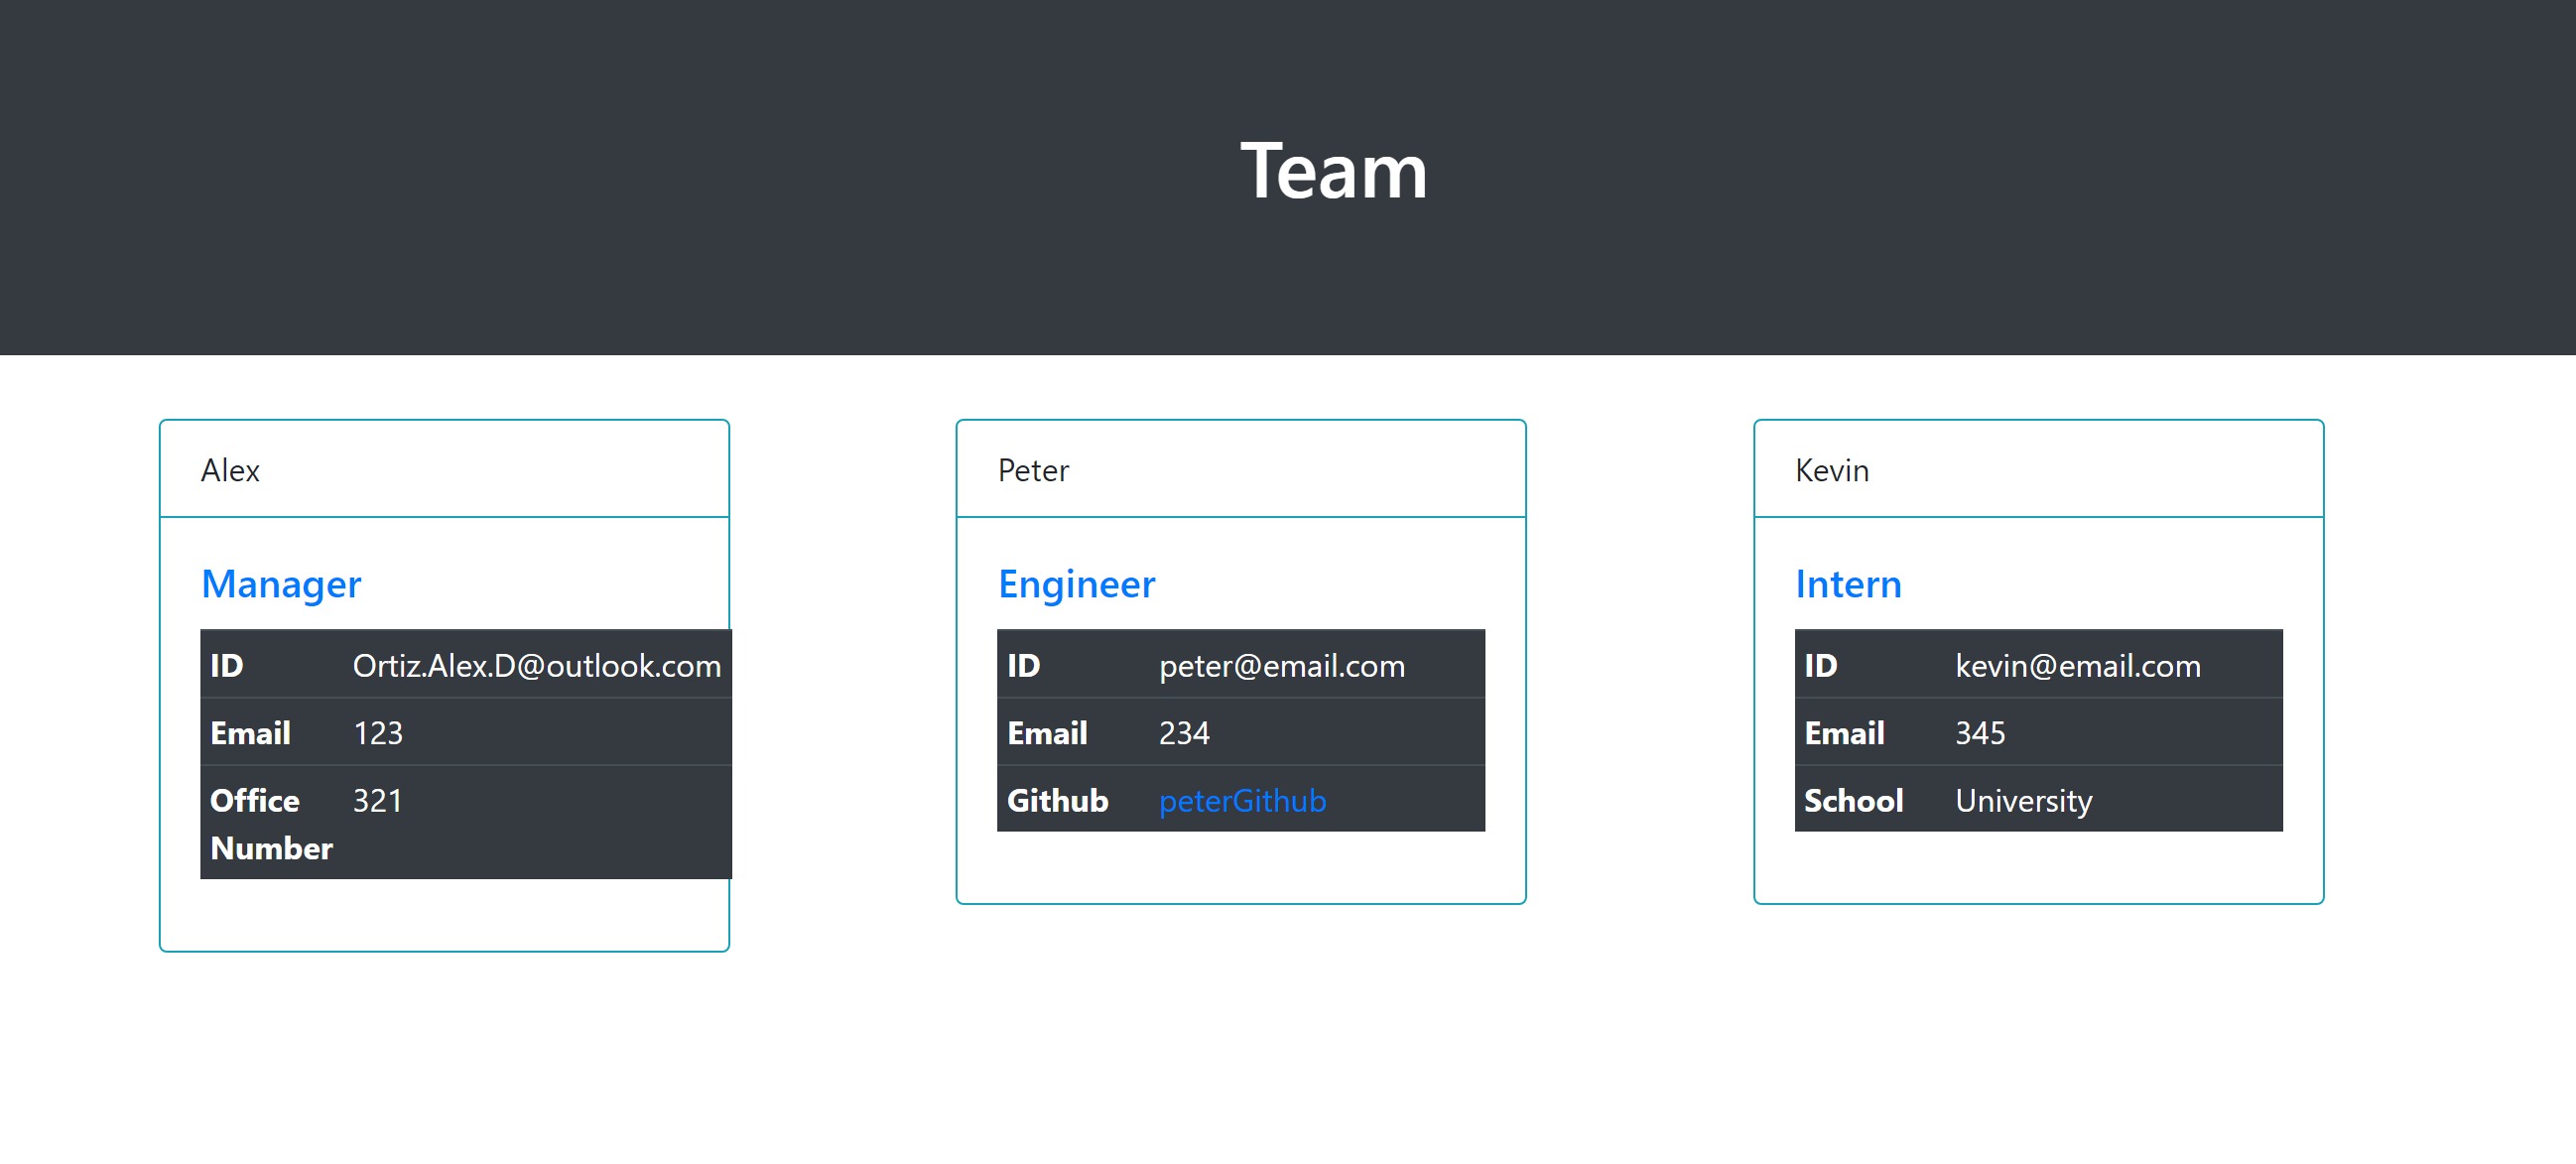 Team
Alex
Manager
ID Ortiz.Alex.D@outlook.com
Email 123
Office 321
Number
Peter
Engineer
ID peter@email.com
Email 234
Github peterGithub
Kevin
Intern
ID kevin@email.com
Email 345
School University